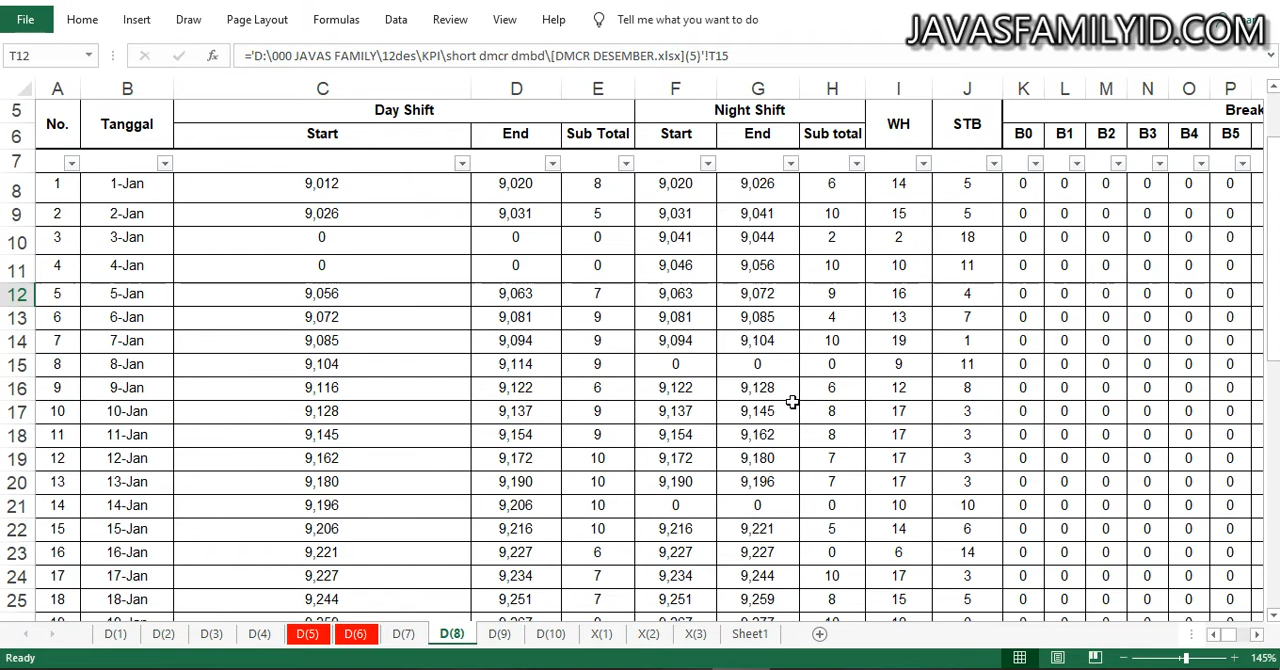 File Home Insert Draw Page Layout Formulas Data Review View Help Tell me what you want to do
JAVASFAMILYID.COM
T12 fx ='D:\000 JAVAS FAMILY\12des\KPI\short dmcr dmbd\[DMCR DESEMBER.xlsx](5)'!T15
A B C D E F G H I J K L M N O P
5 No. Tanggal Day Shift Night Shift WH STB Break
6 Start End Sub Total Start End Sub total B0 B1 B2 B3 B4 B5
7
8 1 1-Jan 9,012 9,020 8 9,020 9,026 6 14 5 0 0 0 0 0 0
9 2 2-Jan 9,026 9,031 5 9,031 9,041 10 15 5 0 0 0 0 0 0
10 3 3-Jan 0 0 0 9,041 9,044 2 2 18 0 0 0 0 0 0
11 4 4-Jan 0 0 0 9,046 9,056 10 10 11 0 0 0 0 0 0
12 5 5-Jan 9,056 9,063 7 9,063 9,072 9 16 4 0 0 0 0 0 0
13 6 6-Jan 9,072 9,081 9 9,081 9,085 4 13 7 0 0 0 0 0 0
14 7 7-Jan 9,085 9,094 9 9,094 9,104 10 19 1 0 0 0 0 0 0
15 8 8-Jan 9,104 9,114 9 0 0 0 9 11 0 0 0 0 0 0
16 9 9-Jan 9,116 9,122 6 9,122 9,128 6 12 8 0 0 0 0 0 0
17 10 10-Jan 9,128 9,137 9 9,137 9,145 8 17 3 0 0 0 0 0 0
18 11 11-Jan 9,145 9,154 9 9,154 9,162 8 17 3 0 0 0 0 0 0
19 12 12-Jan 9,162 9,172 10 9,172 9,180 7 17 3 0 0 0 0 0 0
20 13 13-Jan 9,180 9,190 10 9,190 9,196 7 17 3 0 0 0 0 0 0
21 14 14-Jan 9,196 9,206 10 0 0 0 10 10 0 0 0 0 0 0
22 15 15-Jan 9,206 9,216 10 9,216 9,221 5 14 6 0 0 0 0 0 0
23 16 16-Jan 9,221 9,227 6 9,227 9,227 0 6 14 0 0 0 0 0 0
24 17 17-Jan 9,227 9,234 7 9,234 9,244 10 17 3 0 0 0 0 0 0
25 18 18-Jan 9,244 9,251 7 9,251 9,259 8 15 5 0 0 0 0 0 0
D(1) D(2) D(3) D(4) D(5) D(6) D(7) D(8) D(9) D(10) X(1) X(2) X(3) Sheet1
Ready 145%